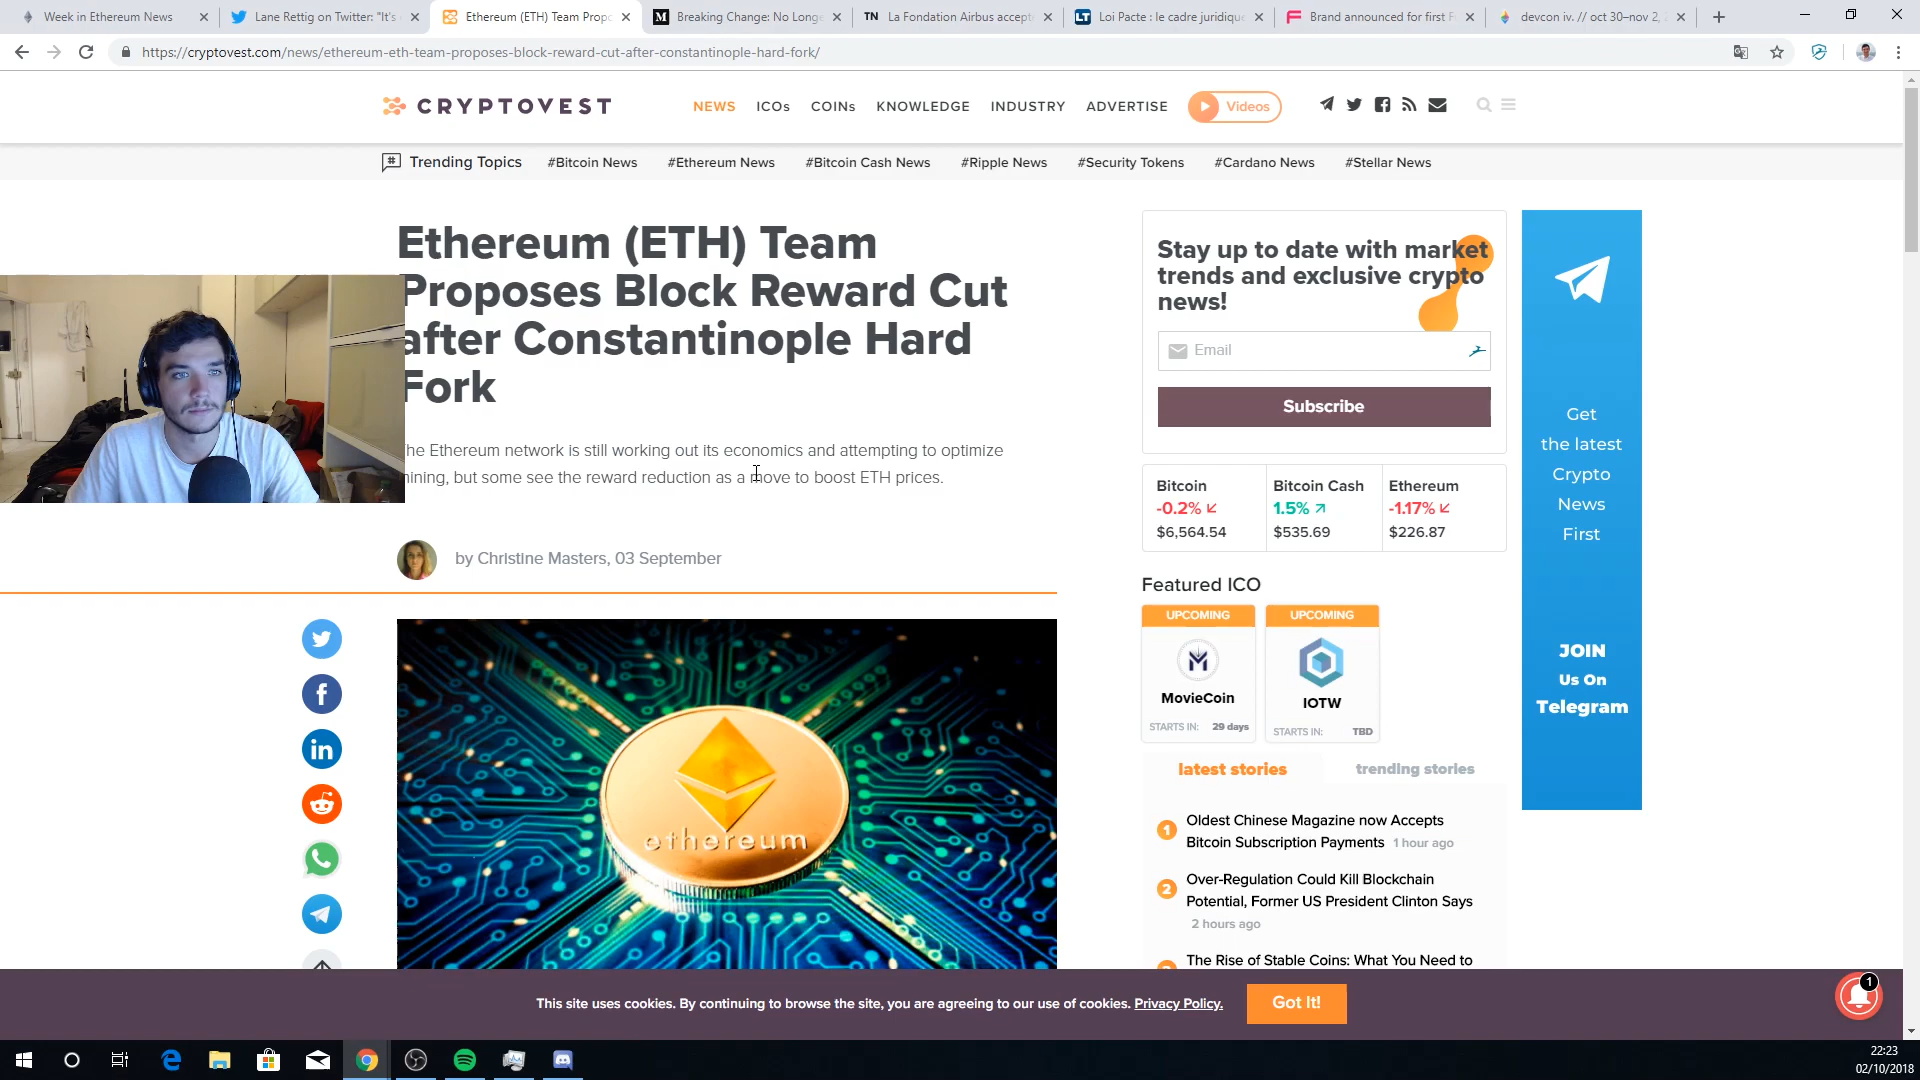 Week in Ethereum News
Lane Rettig on Twitter: "It's
Ethereum (ETH) Team Propo
Breaking Change: No Longe
TN La Fondation Airbus accept
LT Loi Pacte : le cadre juridique
Brand announced for first F
devcon iv. // oct 30–nov 2,
https://cryptovest.com/news/ethereum-eth-team-proposes-block-reward-cut-after-constantinople-hard-fork/
CRYPTOVEST
NEWS ICOs COINs KNOWLEDGE INDUSTRY ADVERTISE Videos
Trending Topics #Bitcoin News #Ethereum News #Bitcoin Cash News #Ripple News #Security Tokens #Cardano News #Stellar News
Ethereum (ETH) Team
Proposes Block Reward Cut
after Constantinople Hard
Fork
he Ethereum network is still working out its economics and attempting to optimize
ining, but some see the reward reduction as a move to boost ETH prices.
by Christine Masters, 03 September
ethereum
Stay up to date with market
trends and exclusive crypto
news!
Email
Subscribe
Bitcoin Bitcoin Cash Ethereum
-0.2% 1.5% -1.17%
$6,564.54 $535.69 $226.87
Featured ICO
UPCOMING UPCOMING
MovieCoin IOTW
STARTS IN: 29 days STARTS IN: TBD
latest stories trending stories
1 Oldest Chinese Magazine now Accepts
Bitcoin Subscription Payments 1 hour ago
2 Over-Regulation Could Kill Blockchain
Potential, Former US President Clinton Says
2 hours ago
The Rise of Stable Coins: What You Need to
Get
the latest
Crypto
News
First
JOIN
Us On
Telegram
This site uses cookies. By continuing to browse the site, you are agreeing to our use of cookies. Privacy Policy.
Got It!
1
22:23
02/10/2018